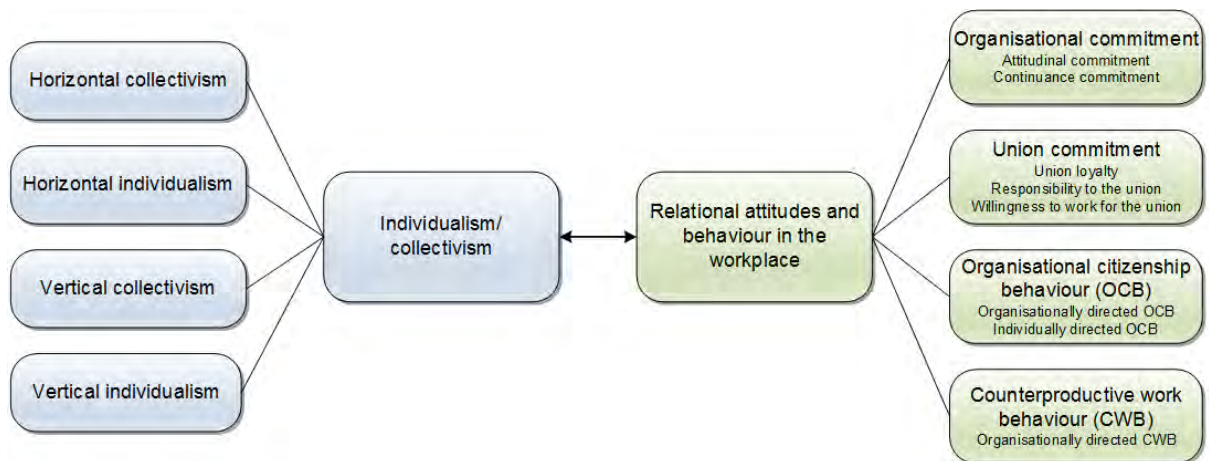 Horizontal collectivism
Horizontal individualism
Vertical collectivism
Vertical individualism
Individualism/
collectivism
Relational attitudes and
behaviour in the
workplace
Organisational commitment
Attitudinal commitment
Continuance commitment
Union commitment
Union loyalty
Responsibility to the union
Willingness to work for the union
Organisational citizenship
behaviour (OCB)
Organisationally directed OCB
Individually directed OCB
Counterproductive work
behaviour (CWB)
Organisationally directed CWB